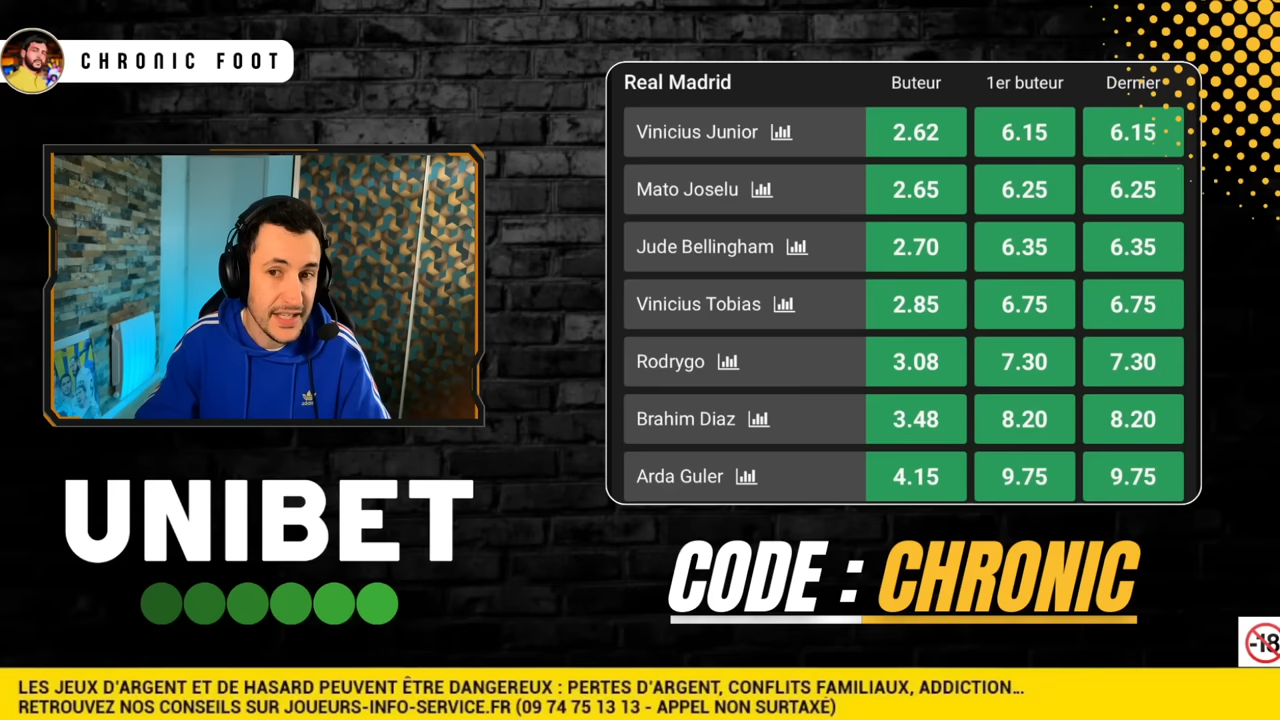 CHRONIC FOOT
Real Madrid Buteur 1er buteur Dernier
Vinicius Junior 2.62 6.15 6.15
Mato Joselu 2.65 6.25 6.25
Jude Bellingham 2.70 6.35 6.35
Vinicius Tobias 2.85 6.75 6.75
Rodrygo 3.08 7.30 7.30
Brahim Diaz 3.48 8.20 8.20
Arda Guler 4.15 9.75 9.75
UNIBET
CODE : CHRONIC
-18
LES JEUX D'ARGENT ET DE HASARD PEUVENT ÊTRE DANGEREUX : PERTES D'ARGENT, CONFLITS FAMILIAUX, ADDICTION...
RETROUVEZ NOS CONSEILS SUR JOUEURS-INFO-SERVICE.FR (09 74 75 13 13 - APPEL NON SURTAXÉ)